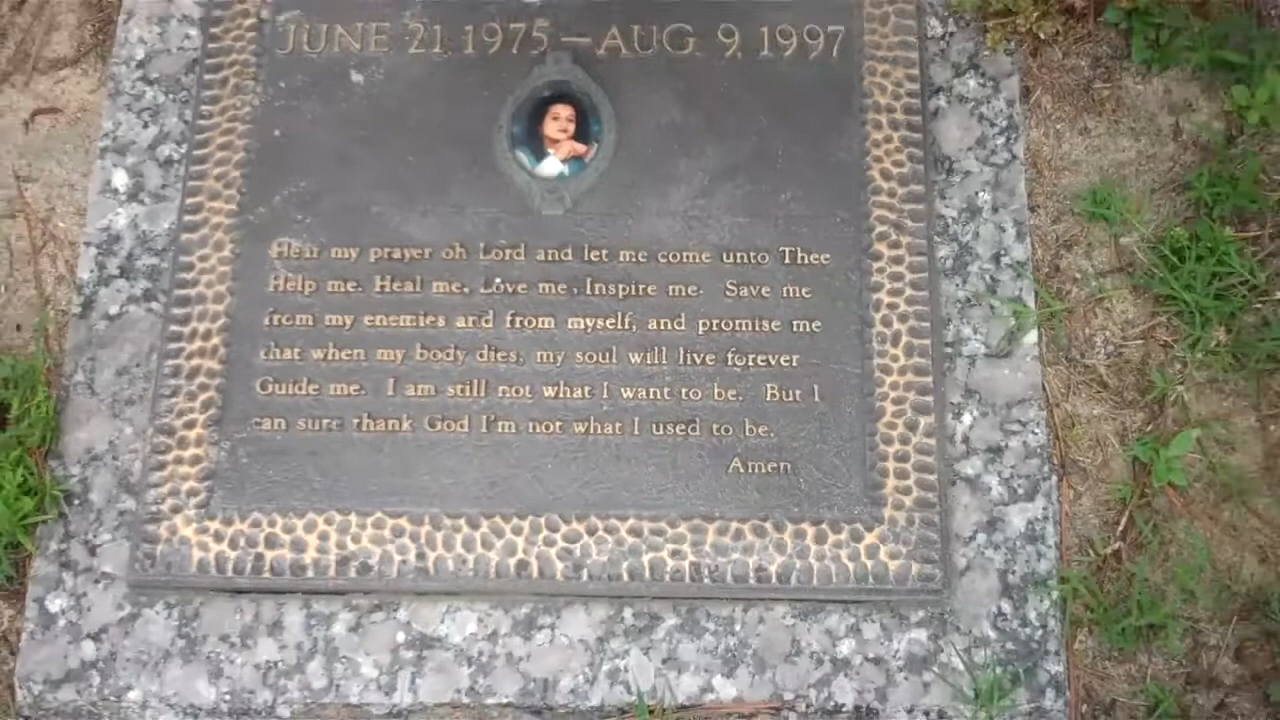 JUNE 21, 1975 — AUG. 9, 1997
Hear my prayer oh Lord and let me come unto Thee
Help me. Heal me. Love me, Inspire me. Save me
from my enemies and from myself, and promise me
that when my body dies, my soul will live forever
Guide me. I am still not what I want to be. But I
can sure thank God I'm not what I used to be.
Amen